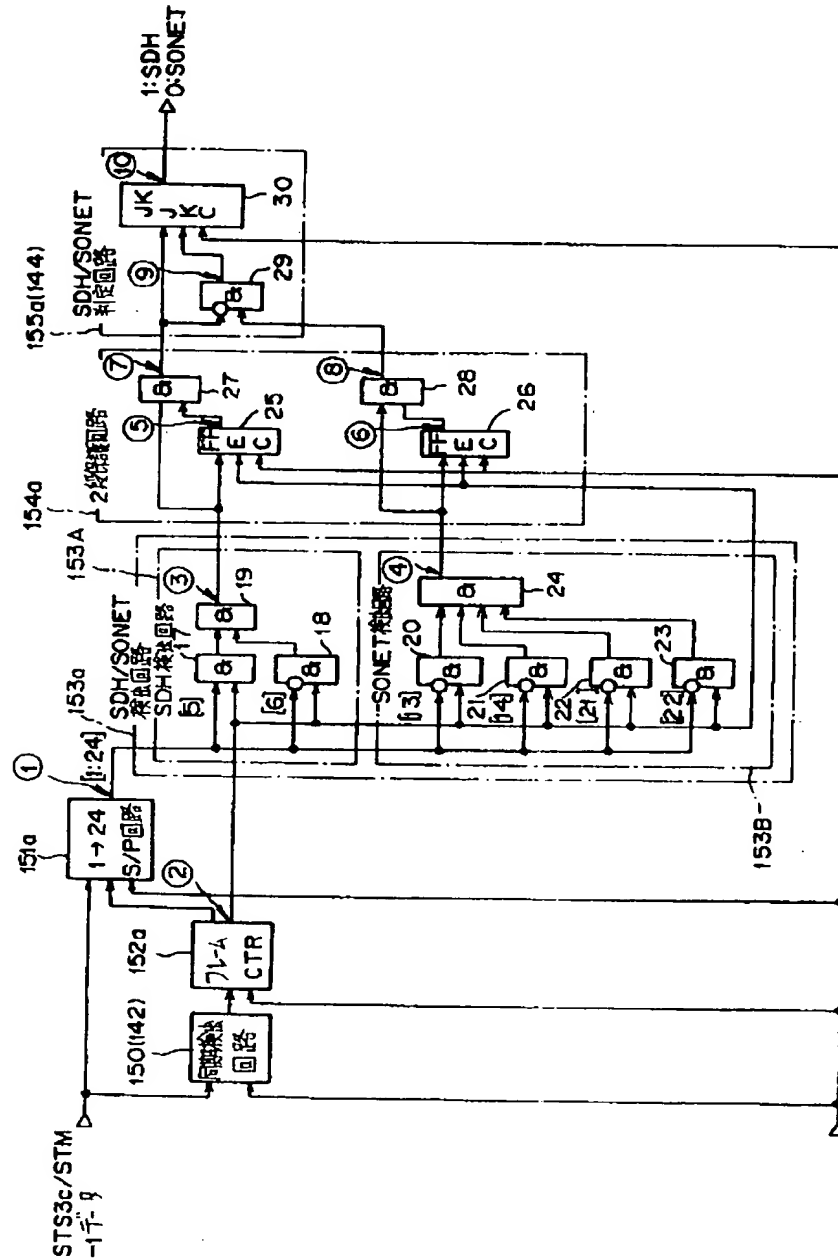 STS3c/STM
-1データ
150(142)
同期検出
回路
152a
フレーム
CTR
②
151a
1→24
S/P回路
①
[1:24]
SDH/SONET
検出回路
153a
153A
SDH検出回路
17
&
[5]
18
&
[6]
19
&
③
SONET検出回路
20
&
[13]
21
&
[14]
22
&
[21]
23
&
[22]
24
&
④
153B
154a
2段保護回路
⑤
FF
E
C
25
⑥
FF
E
C
26
⑦
&
27
⑧
&
28
155a(144)
SDH/SONET
判定回路
⑨
&
29
⑩
JK
J
K
C
30
1:SDH
0:SONET